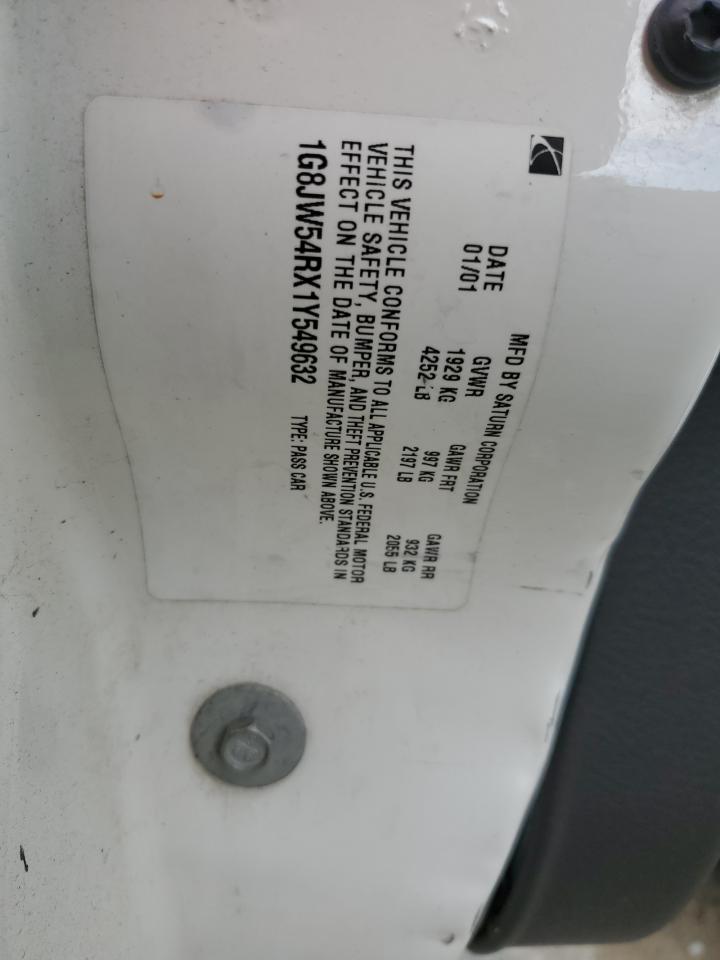 MFD BY SATURN CORPORATION
DATE GVWR GAWR FRT GAWR RR
01/01 1929 KG 997 KG 932 KG
4252 LB 2197 LB 2055 LB
THIS VEHICLE CONFORMS TO ALL APPLICABLE U.S. FEDERAL MOTOR
VEHICLE SAFETY, BUMPER, AND THEFT PREVENTION STANDARDS IN
EFFECT ON THE DATE OF MANUFACTURE SHOWN ABOVE.
1G8JW54RX1Y549632 TYPE: PASS CAR